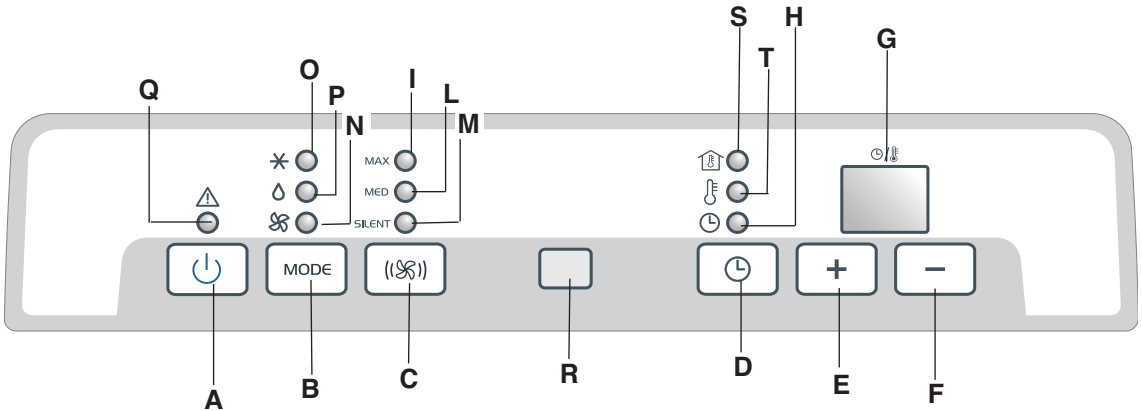 S H
O I T G
Q P L
N M
MAX
MED
SILENT
MODE
+ −
A B C R D E F